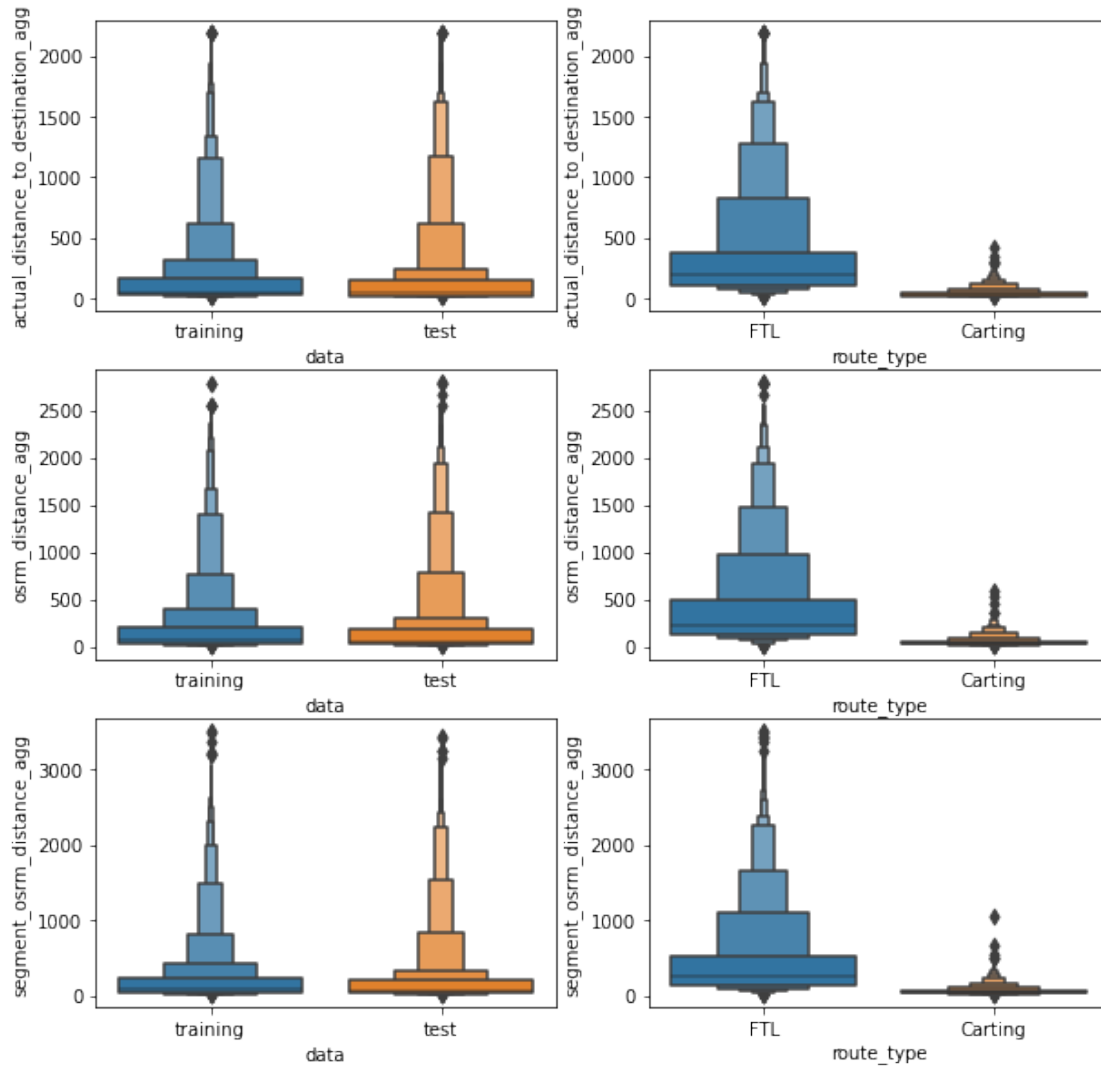 actual_distance_to_destination_agg
2000
1500
1000
500
0
training test
data
actual_distance_to_destination_agg
2000
1500
1000
500
0
FTL Carting
route_type
osrm_distance_agg
2500
2000
1500
1000
500
0
training test
data
osrm_distance_agg
2500
2000
1500
1000
500
0
FTL Carting
route_type
segment_osrm_distance_agg
3000
2000
1000
0
training test
data
segment_osrm_distance_agg
3000
2000
1000
0
FTL Carting
route_type